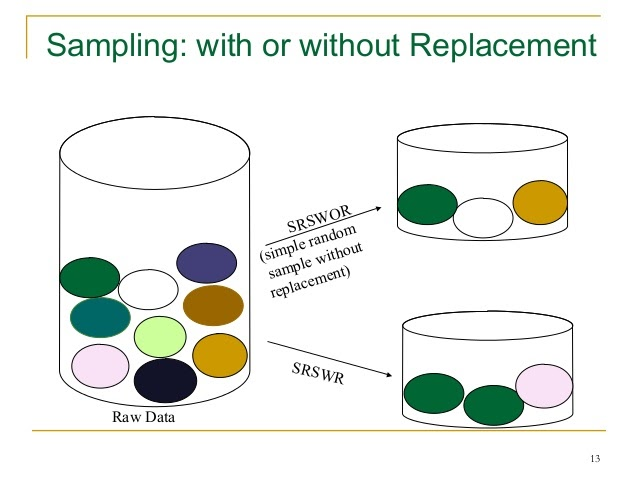 Sampling: with or without Replacement
SRSWOR
(simple random
sample without
replacement)
SRSWR
Raw Data
13